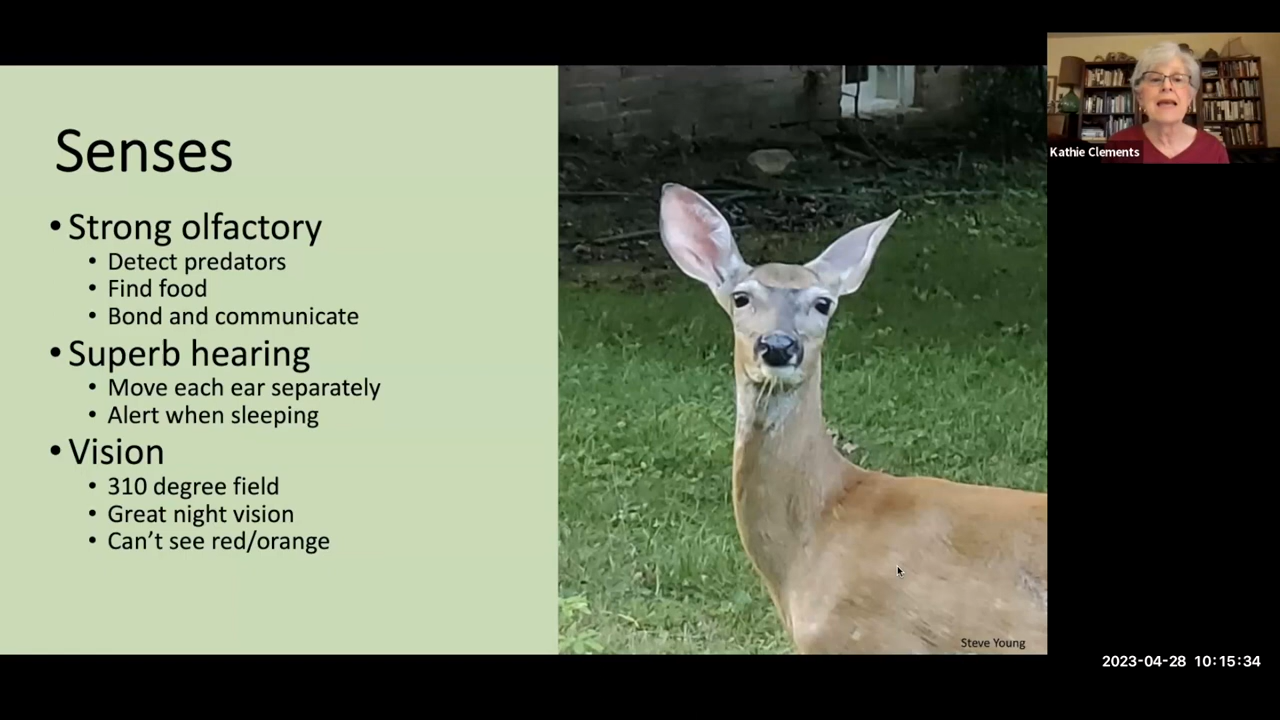 Senses
• Strong olfactory
• Detect predators
• Find food
• Bond and communicate
• Superb hearing
• Move each ear separately
• Alert when sleeping
• Vision
• 310 degree field
• Great night vision
• Can't see red/orange
Steve Young
Kathie Clements
2023-04-28 10:15:34